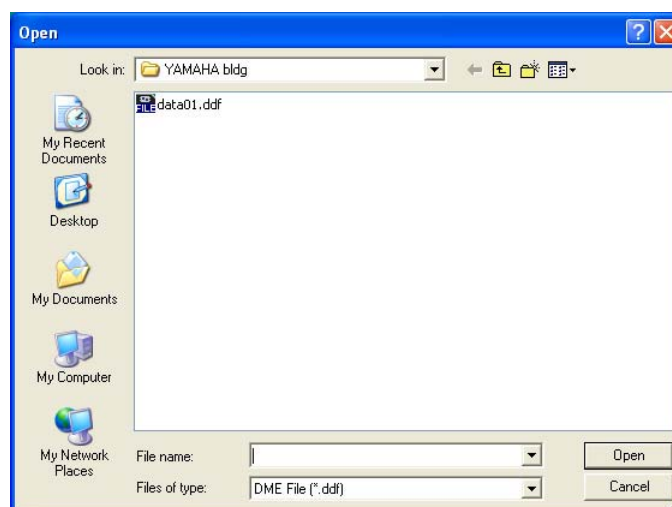 Open
Look in: YAMAHA bldg
FILE data01.ddf
My Recent
Documents
Desktop
My Documents
My Computer
My Network
Places
File name: Open
Files of type: DME File (*.ddf) Cancel